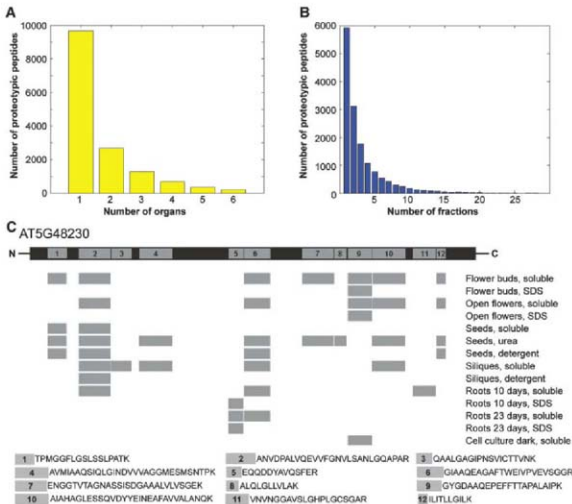 A
Number of proteotypic peptides
10000
8000
6000
4000
2000
0
1 2 3 4 5 6
Number of organs
B
Number of proteotypic peptides
6000
5000
4000
3000
2000
1000
0
5 10 15 20 25
Number of fractions
C AT5G48230
N 1 2 3 4 5 6 7 8 9 10 11 12 C
Flower buds, soluble
Flower buds, SDS
Open flowers, soluble
Open flowers, SDS
Seeds, soluble
Seeds, urea
Seeds, detergent
Siliques, soluble
Siliques, detergent
Roots 10 days, soluble
Roots 10 days, SDS
Roots 23 days, soluble
Roots 23 days, SDS
Cell culture dark, soluble
1 TPMGGFLGSLSSLPATK 2 ANVDPALVQEVVFGNVLSANLGQAPAR 3 QAALGAGIPNSVICTTVNK
4 AVMIAAQSIQLGINDVVVAGGMESMSNTPK 5 EQQDDYAVQSFER 6 GIAAQEAGAFTWEIVPVEVSGGR
7 ENGGTVTAGNASSISDGAAALVLVSGEK 8 ALQLGLLVLAK 9 GYGDAAQEPEFFTTAPALAIPK
10 AIAHAGLESSQVDYYEINEAFAVVALANQK 11 VNVNGGAVSLGHPLGCSGAR 12 ILITLLGILK